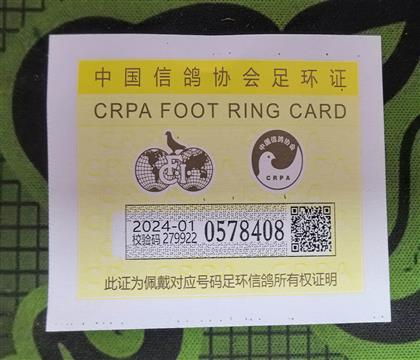 中国信鸽协会足环证
CRPA FOOT RING CARD
中国信鸽协会
CRPA
2024-01
校验码 279922
0578408
此证为佩戴对应号码足环信鸽所有权证明